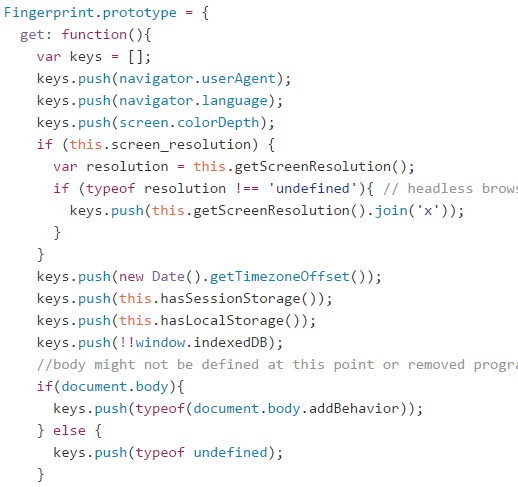 Fingerprint.prototype = {
get: function(){
var keys = [];
keys.push(navigator.userAgent);
keys.push(navigator.language);
keys.push(screen.colorDepth);
if (this.screen_resolution) {
var resolution = this.getScreenResolution();
if (typeof resolution !== 'undefined'){ // headless brows
keys.push(this.getScreenResolution().join('x'));
}
}
keys.push(new Date().getTimezoneOffset());
keys.push(this.hasSessionStorage());
keys.push(this.hasLocalStorage());
keys.push(!!window.indexedDB);
//body might not be defined at this point or removed progra
if(document.body){
keys.push(typeof(document.body.addBehavior));
} else {
keys.push(typeof undefined);
}